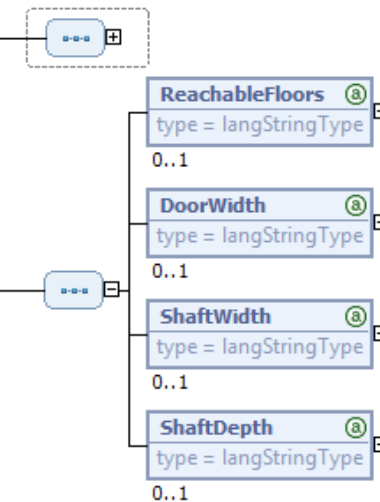 ReachableFloors a
type = langStringType
0..1
DoorWidth a
type = langStringType
0..1
ShaftWidth a
type = langStringType
0..1
ShaftDepth a
type = langStringType
0..1